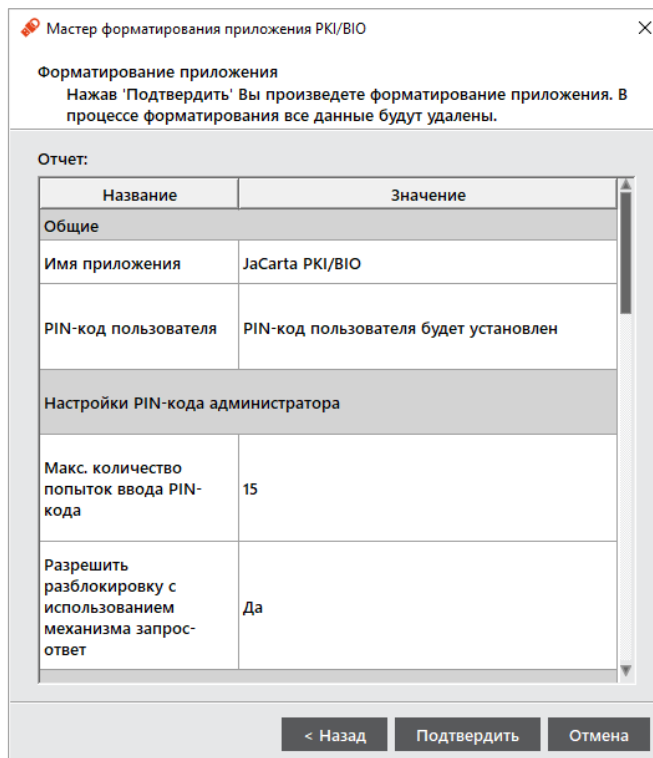 Мастер форматирования приложения PKI/BIO
Форматирование приложения
Нажав 'Подтвердить' Вы произведете форматирование приложения. В
процессе форматирования все данные будут удалены.
Отчет:
Название Значение
Общие
Имя приложения JaCarta PKI/BIO
PIN-код пользователя PIN-код пользователя будет установлен
Настройки PIN-кода администратора
Макс. количество
попыток ввода PIN-
кода
15
Разрешить
разблокировку с
использованием
механизма запрос-
ответ
Да
< Назад Подтвердить Отмена